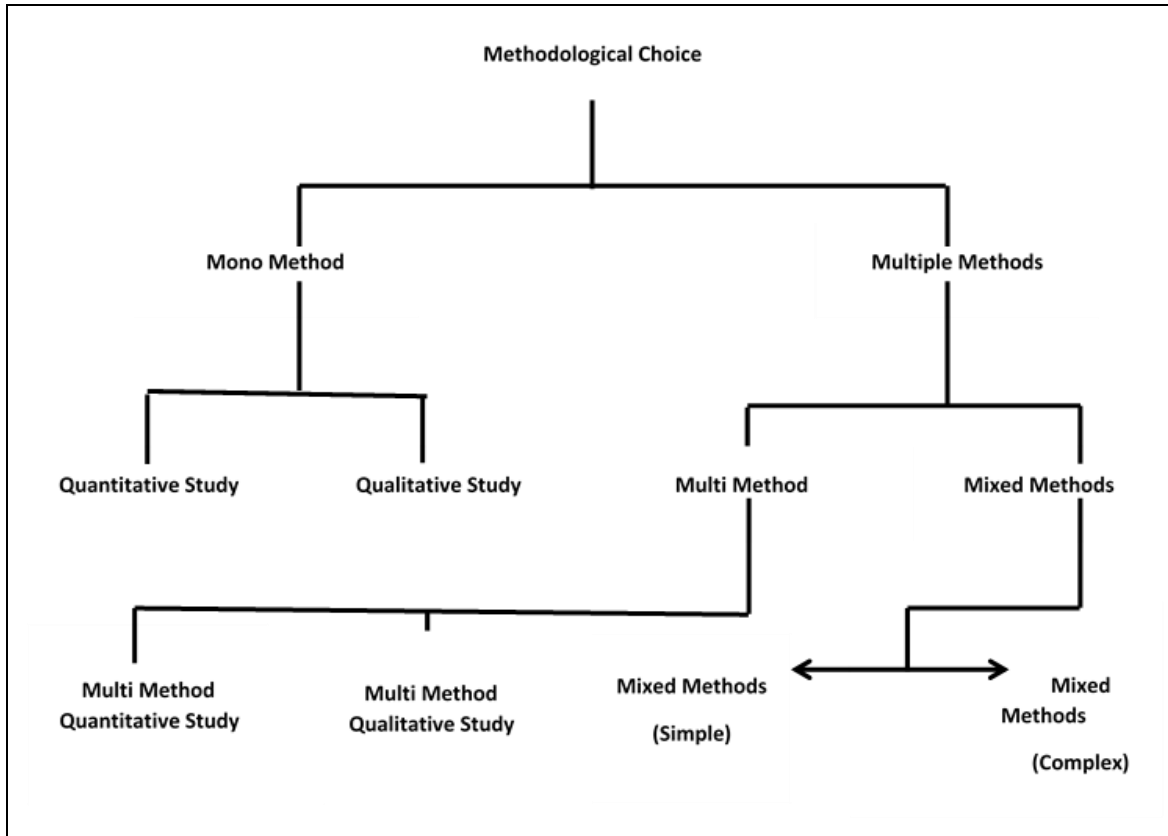 Methodological Choice
Mono Method
Multiple Methods
Quantitative Study
Qualitative Study
Multi Method
Mixed Methods
Multi Method
Quantitative Study
Multi Method
Qualitative Study
Mixed Methods
(Simple)
Mixed
Methods
(Complex)